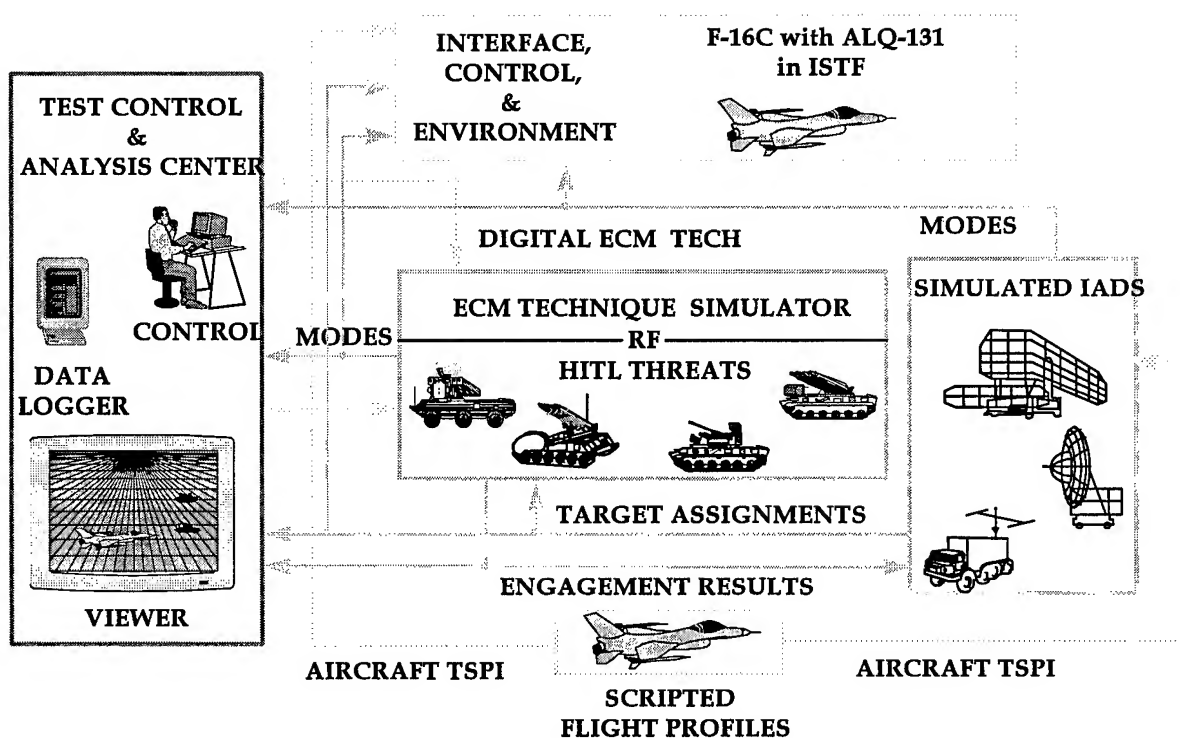 INTERFACE,
CONTROL,
&
ENVIRONMENT
F-16C with ALQ-131
in ISTF
TEST CONTROL
&
ANALYSIS CENTER
CONTROL
DATA
LOGGER
VIEWER
DIGITAL ECM TECH
MODES
MODES
ECM TECHNIQUE SIMULATOR
RF
HITL THREATS
SIMULATED IADS
TARGET ASSIGNMENTS
ENGAGEMENT RESULTS
AIRCRAFT TSPI
AIRCRAFT TSPI
SCRIPTED
FLIGHT PROFILES